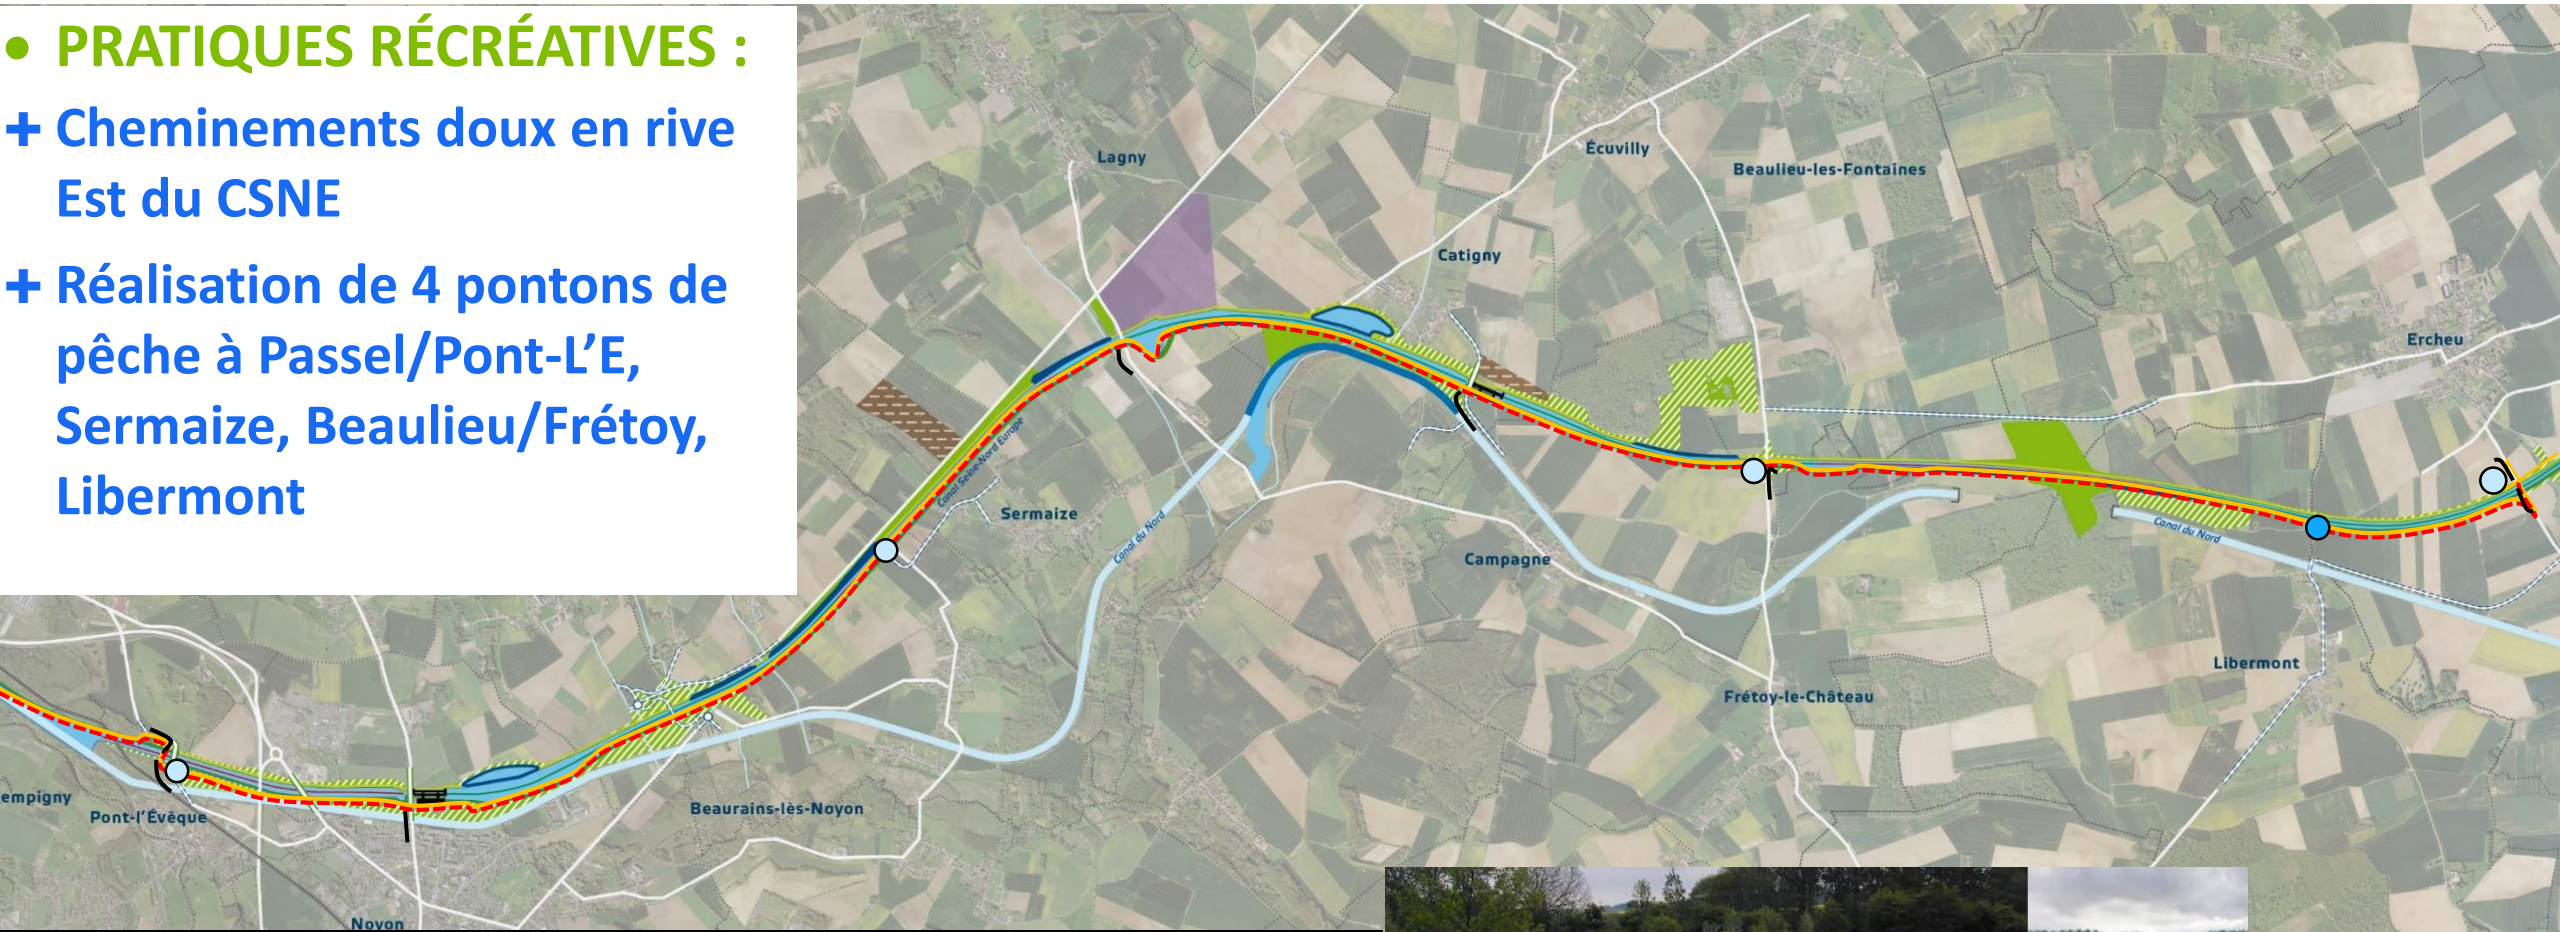 • PRATIQUES RÉCRÉATIVES :
+ Cheminements doux en rive
Est du CSNE
+ Réalisation de 4 pontons de
pêche à Passel/Pont-L’E,
Sermaize, Beaulieu/Frétoy,
Libermont
Lagny
Écuvilly
Beaulieu-les-Fontaines
Catigny
Ercheu
Canal Seine-Nord Europe
Sermaize
Canal du Nord
Canal du Nord
Campagne
Libermont
Frétoy-le-Château
empigny
Pont-l'Évêque
Beaurains-lès-Noyon
Noyon